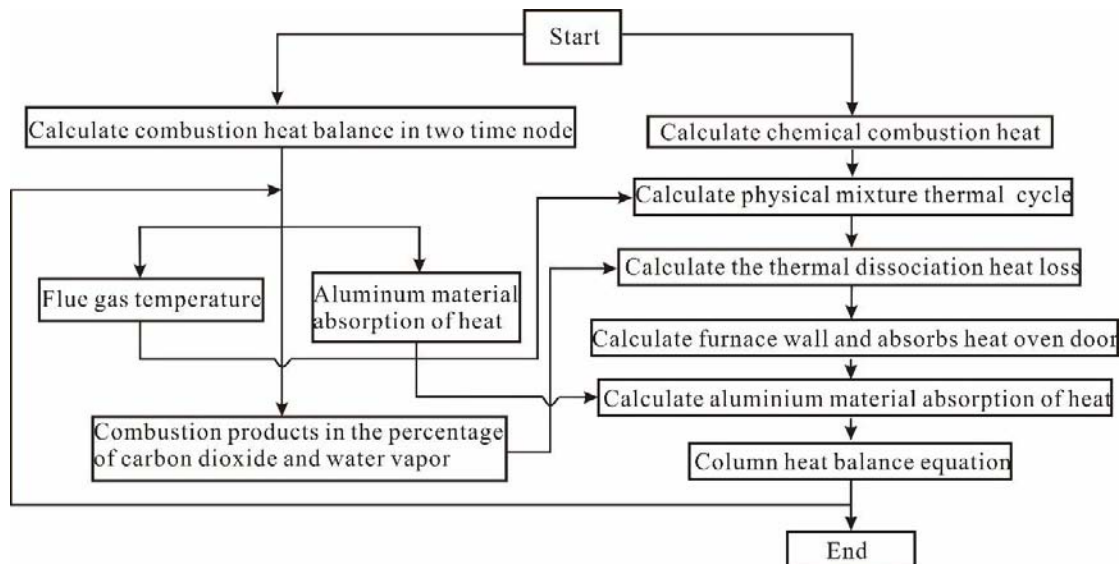 Start
Calculate combustion heat balance in two time node
Calculate chemical combustion heat
Calculate physical mixture thermal cycle
Calculate the thermal dissociation heat loss
Flue gas temperature
Aluminum material
absorption of heat
Calculate furnace wall and absorbs heat oven door
Calculate aluminium material absorption of heat
Combustion products in the percentage
of carbon dioxide and water vapor
Column heat balance equation
End